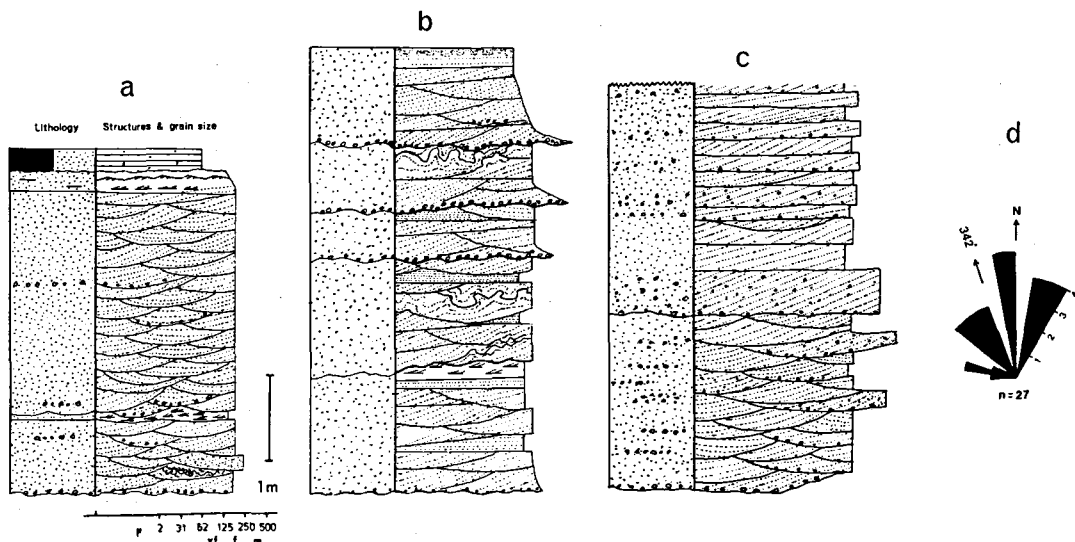 a
b
c
d
Lithology Structures & grain size
1m
μ 2 31 62 125 250 500
vf f m
N
342°
1 2 3
n=27